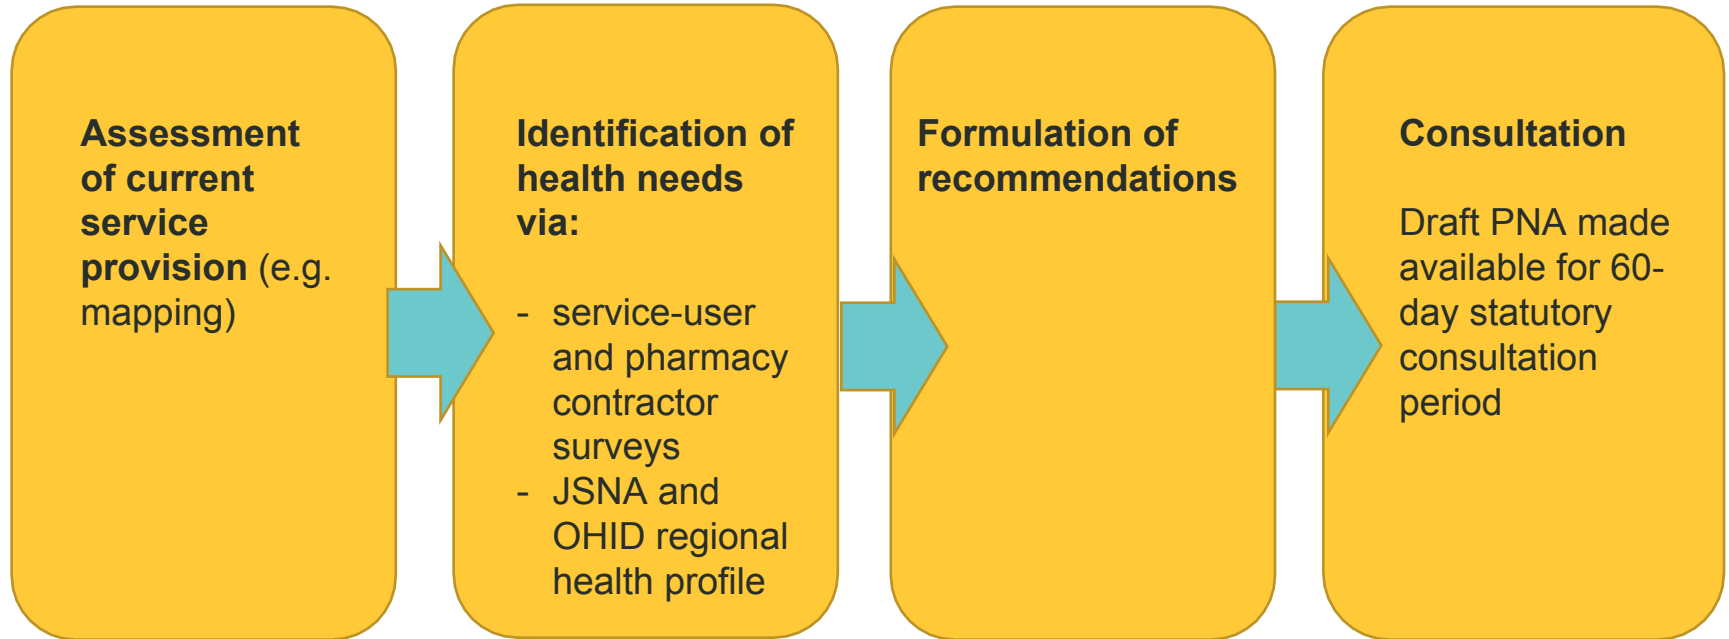 Assessment
of current
service
provision (e.g.
mapping)
Identification of
health needs
via:
- service-user
and pharmacy
contractor
surveys
- JSNA and
OHID regional
health profile
Formulation of
recommendations
Consultation
Draft PNA made
available for 60-
day statutory
consultation
period